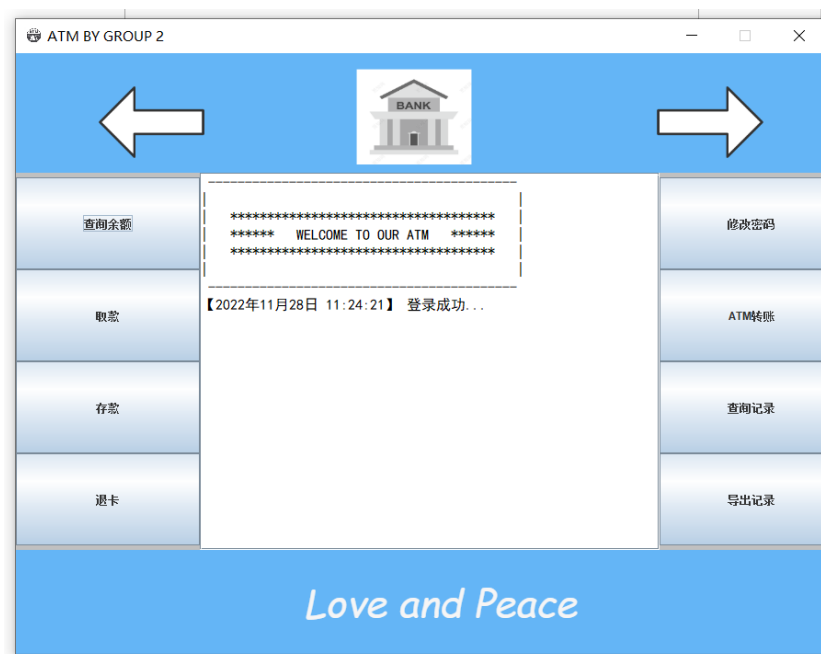 ATM BY GROUP 2
BANK
查询余额
取款
存款
退卡
************************************
****** WELCOME TO OUR ATM ******
************************************
【2022年11月28日 11:24:21】 登录成功...
修改密码
ATM转账
查询记录
导出记录
Love and Peace